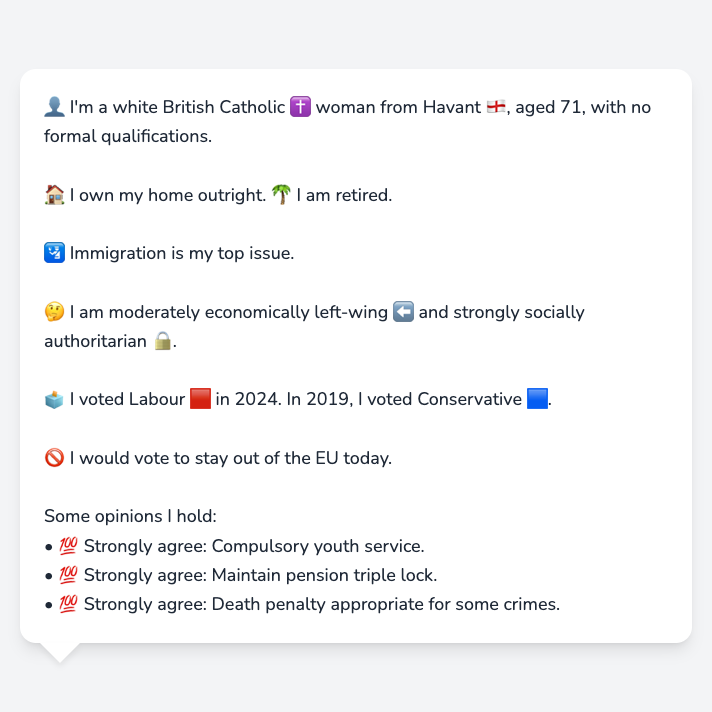 👤 I'm a white British Catholic ✝️ woman from Havant 🏴󠁧󠁢󠁥󠁮󠁧󠁿, aged 71, with no
formal qualifications.
🏠 I own my home outright. 🌴 I am retired.
🛂 Immigration is my top issue.
🤔 I am moderately economically left-wing ⬅️ and strongly socially
authoritarian 🔒.
🗳️ I voted Labour 🟥 in 2024. In 2019, I voted Conservative 🟦.
🚫 I would vote to stay out of the EU today.
Some opinions I hold:
• 💯 Strongly agree: Compulsory youth service.
• 💯 Strongly agree: Maintain pension triple lock.
• 💯 Strongly agree: Death penalty appropriate for some crimes.